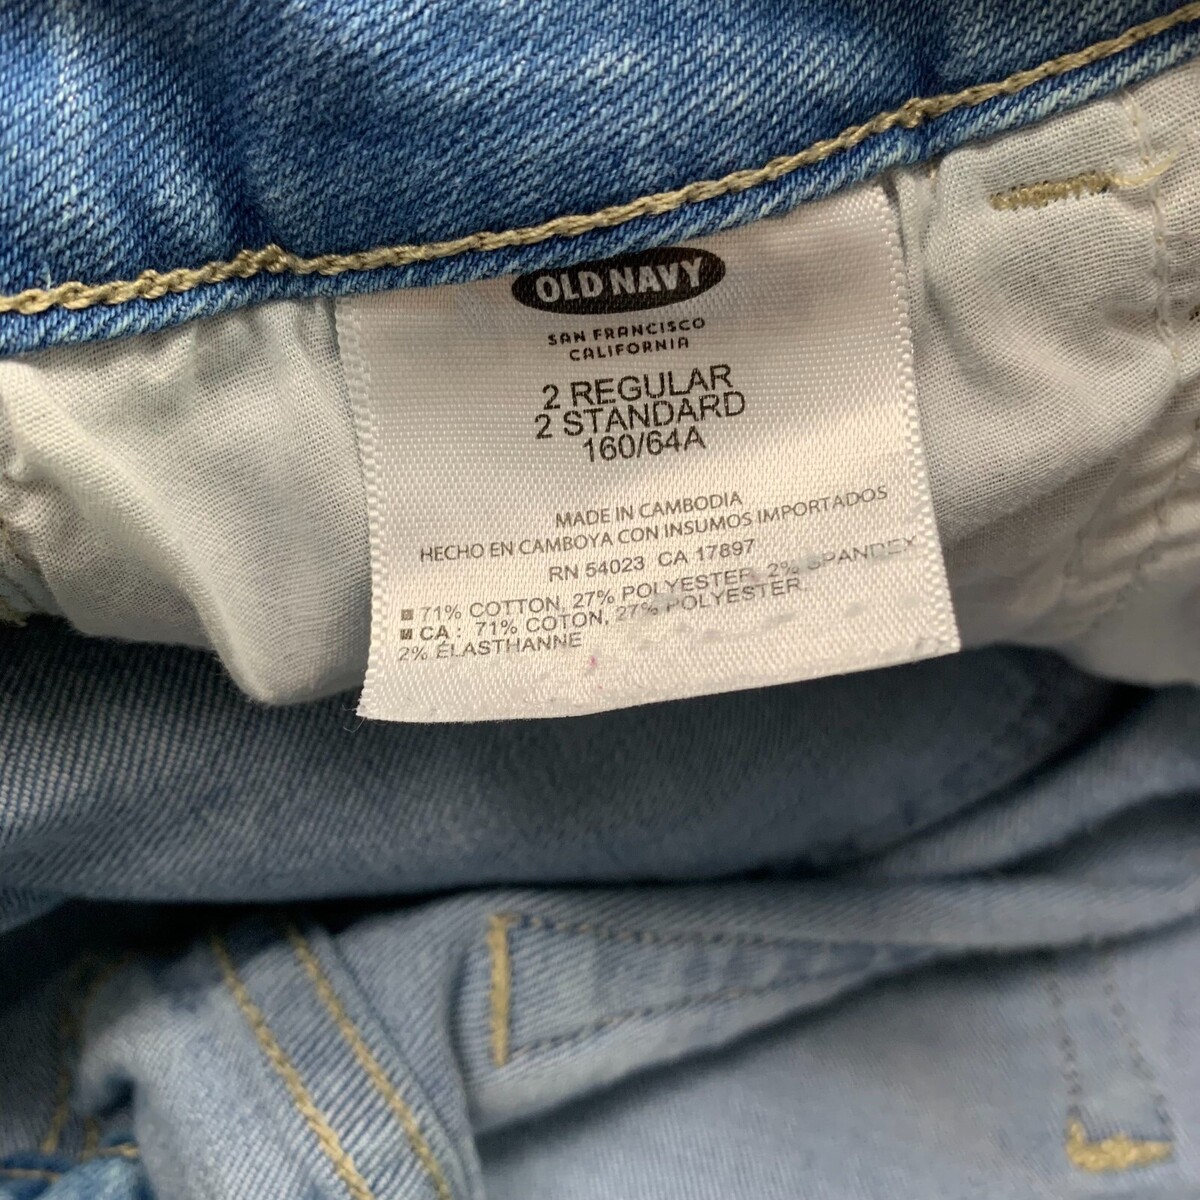 OLD NAVY
SAN FRANCISCO
CALIFORNIA
2 REGULAR
2 STANDARD
160/64A
MADE IN CAMBODIA
HECHO EN CAMBOYA CON INSUMOS IMPORTADOS
RN 54023 CA 17897
71% COTTON, 27% POLYESTER, 2% SPANDEX
CA : 71% COTON, 27% POLYESTER,
2% ÉLASTHANNE